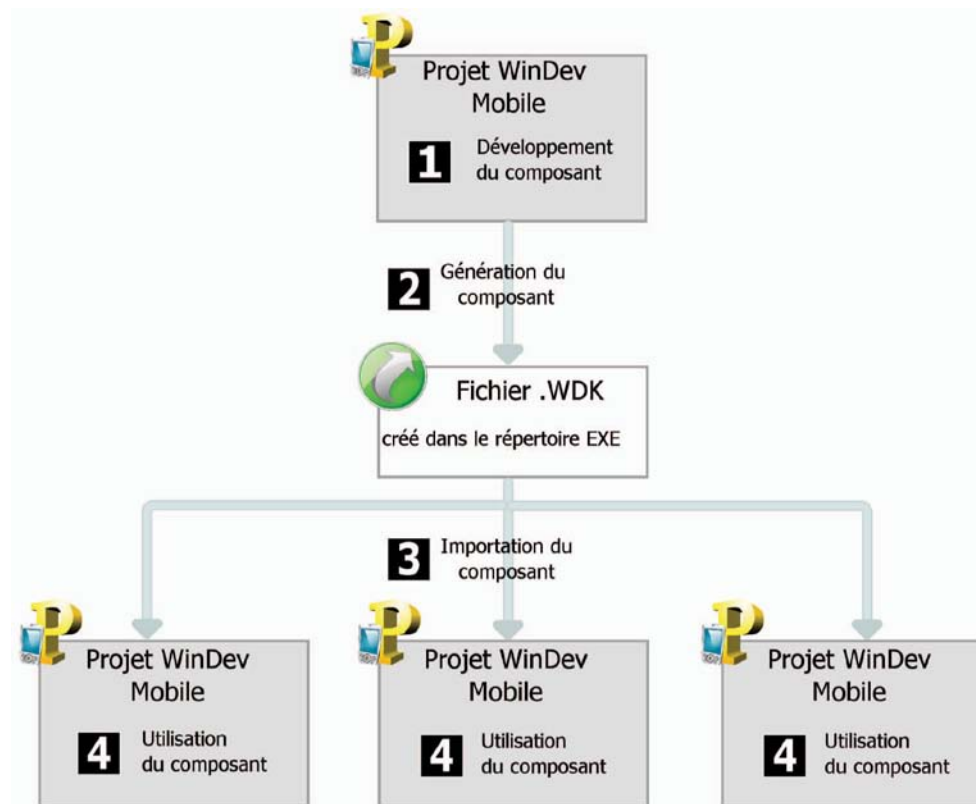 Projet WinDev
Mobile
1 Développement
du composant
2 Génération du
composant
Fichier .WDK
créé dans le répertoire EXE
3 Importation du
composant
Projet WinDev
Mobile
4 Utilisation
du composant
Projet WinDev
Mobile
4 Utilisation
du composant
Projet WinDev
Mobile
4 Utilisation
du composant